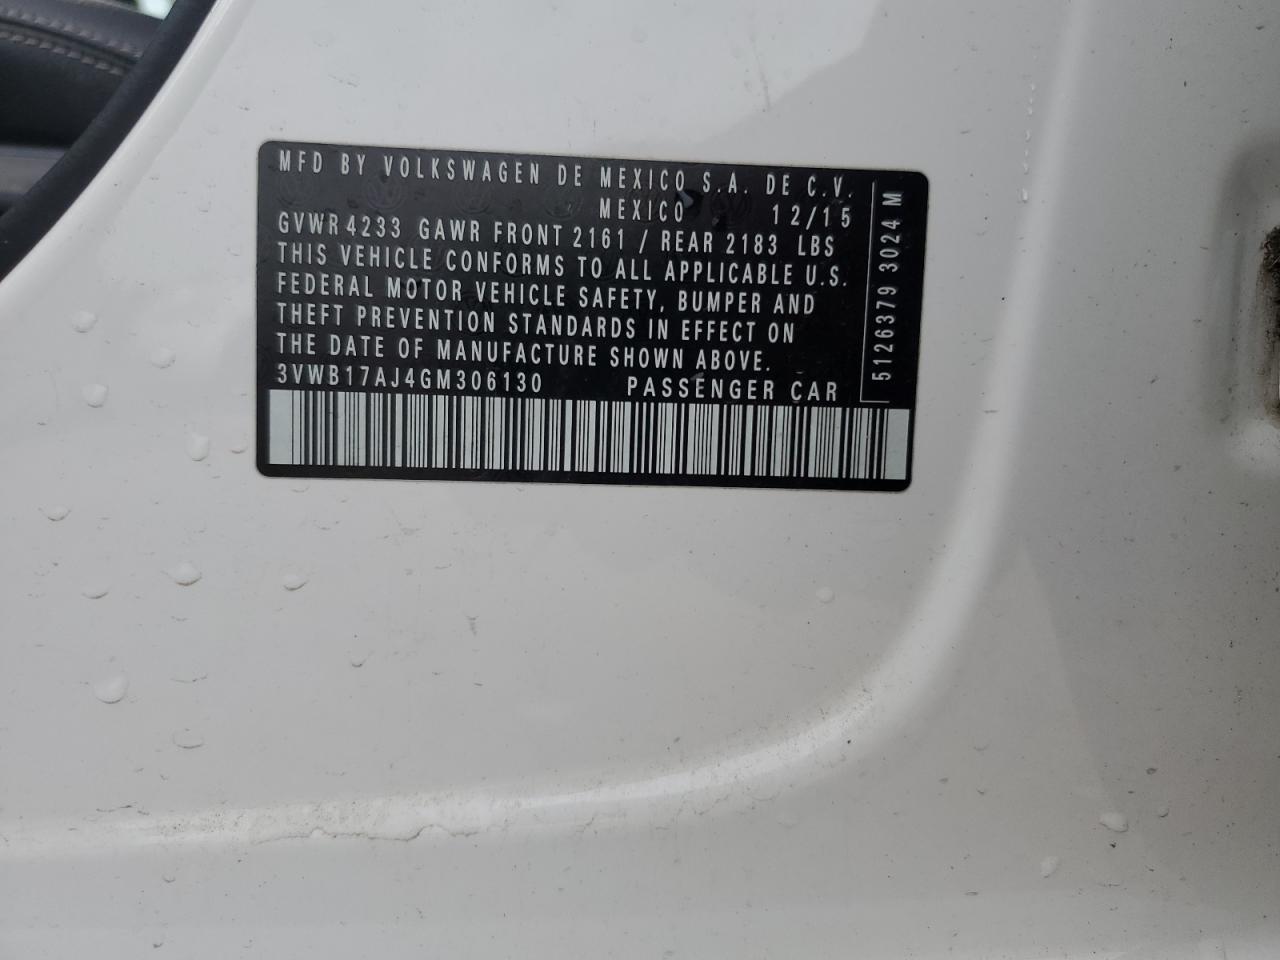 MFD BY VOLKSWAGEN DE MEXICO S.A. DE C.V.
MEXICO 12/15
GVWR 4233 GAWR FRONT 2161 / REAR 2183 LBS
THIS VEHICLE CONFORMS TO ALL APPLICABLE U.S.
FEDERAL MOTOR VEHICLE SAFETY, BUMPER AND
THEFT PREVENTION STANDARDS IN EFFECT ON
THE DATE OF MANUFACTURE SHOWN ABOVE.
3VWB17AJ4GM306130 PASSENGER CAR
5126379 3024 M